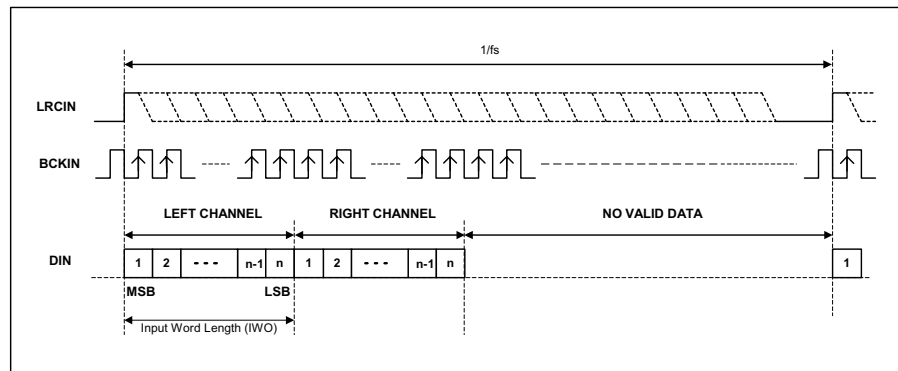 1/fs
LRCIN
BCKIN
LEFT CHANNEL RIGHT CHANNEL NO VALID DATA
DIN 1 2 n-1 n 1 2 n-1 n 1
MSB LSB
Input Word Length (IWO)